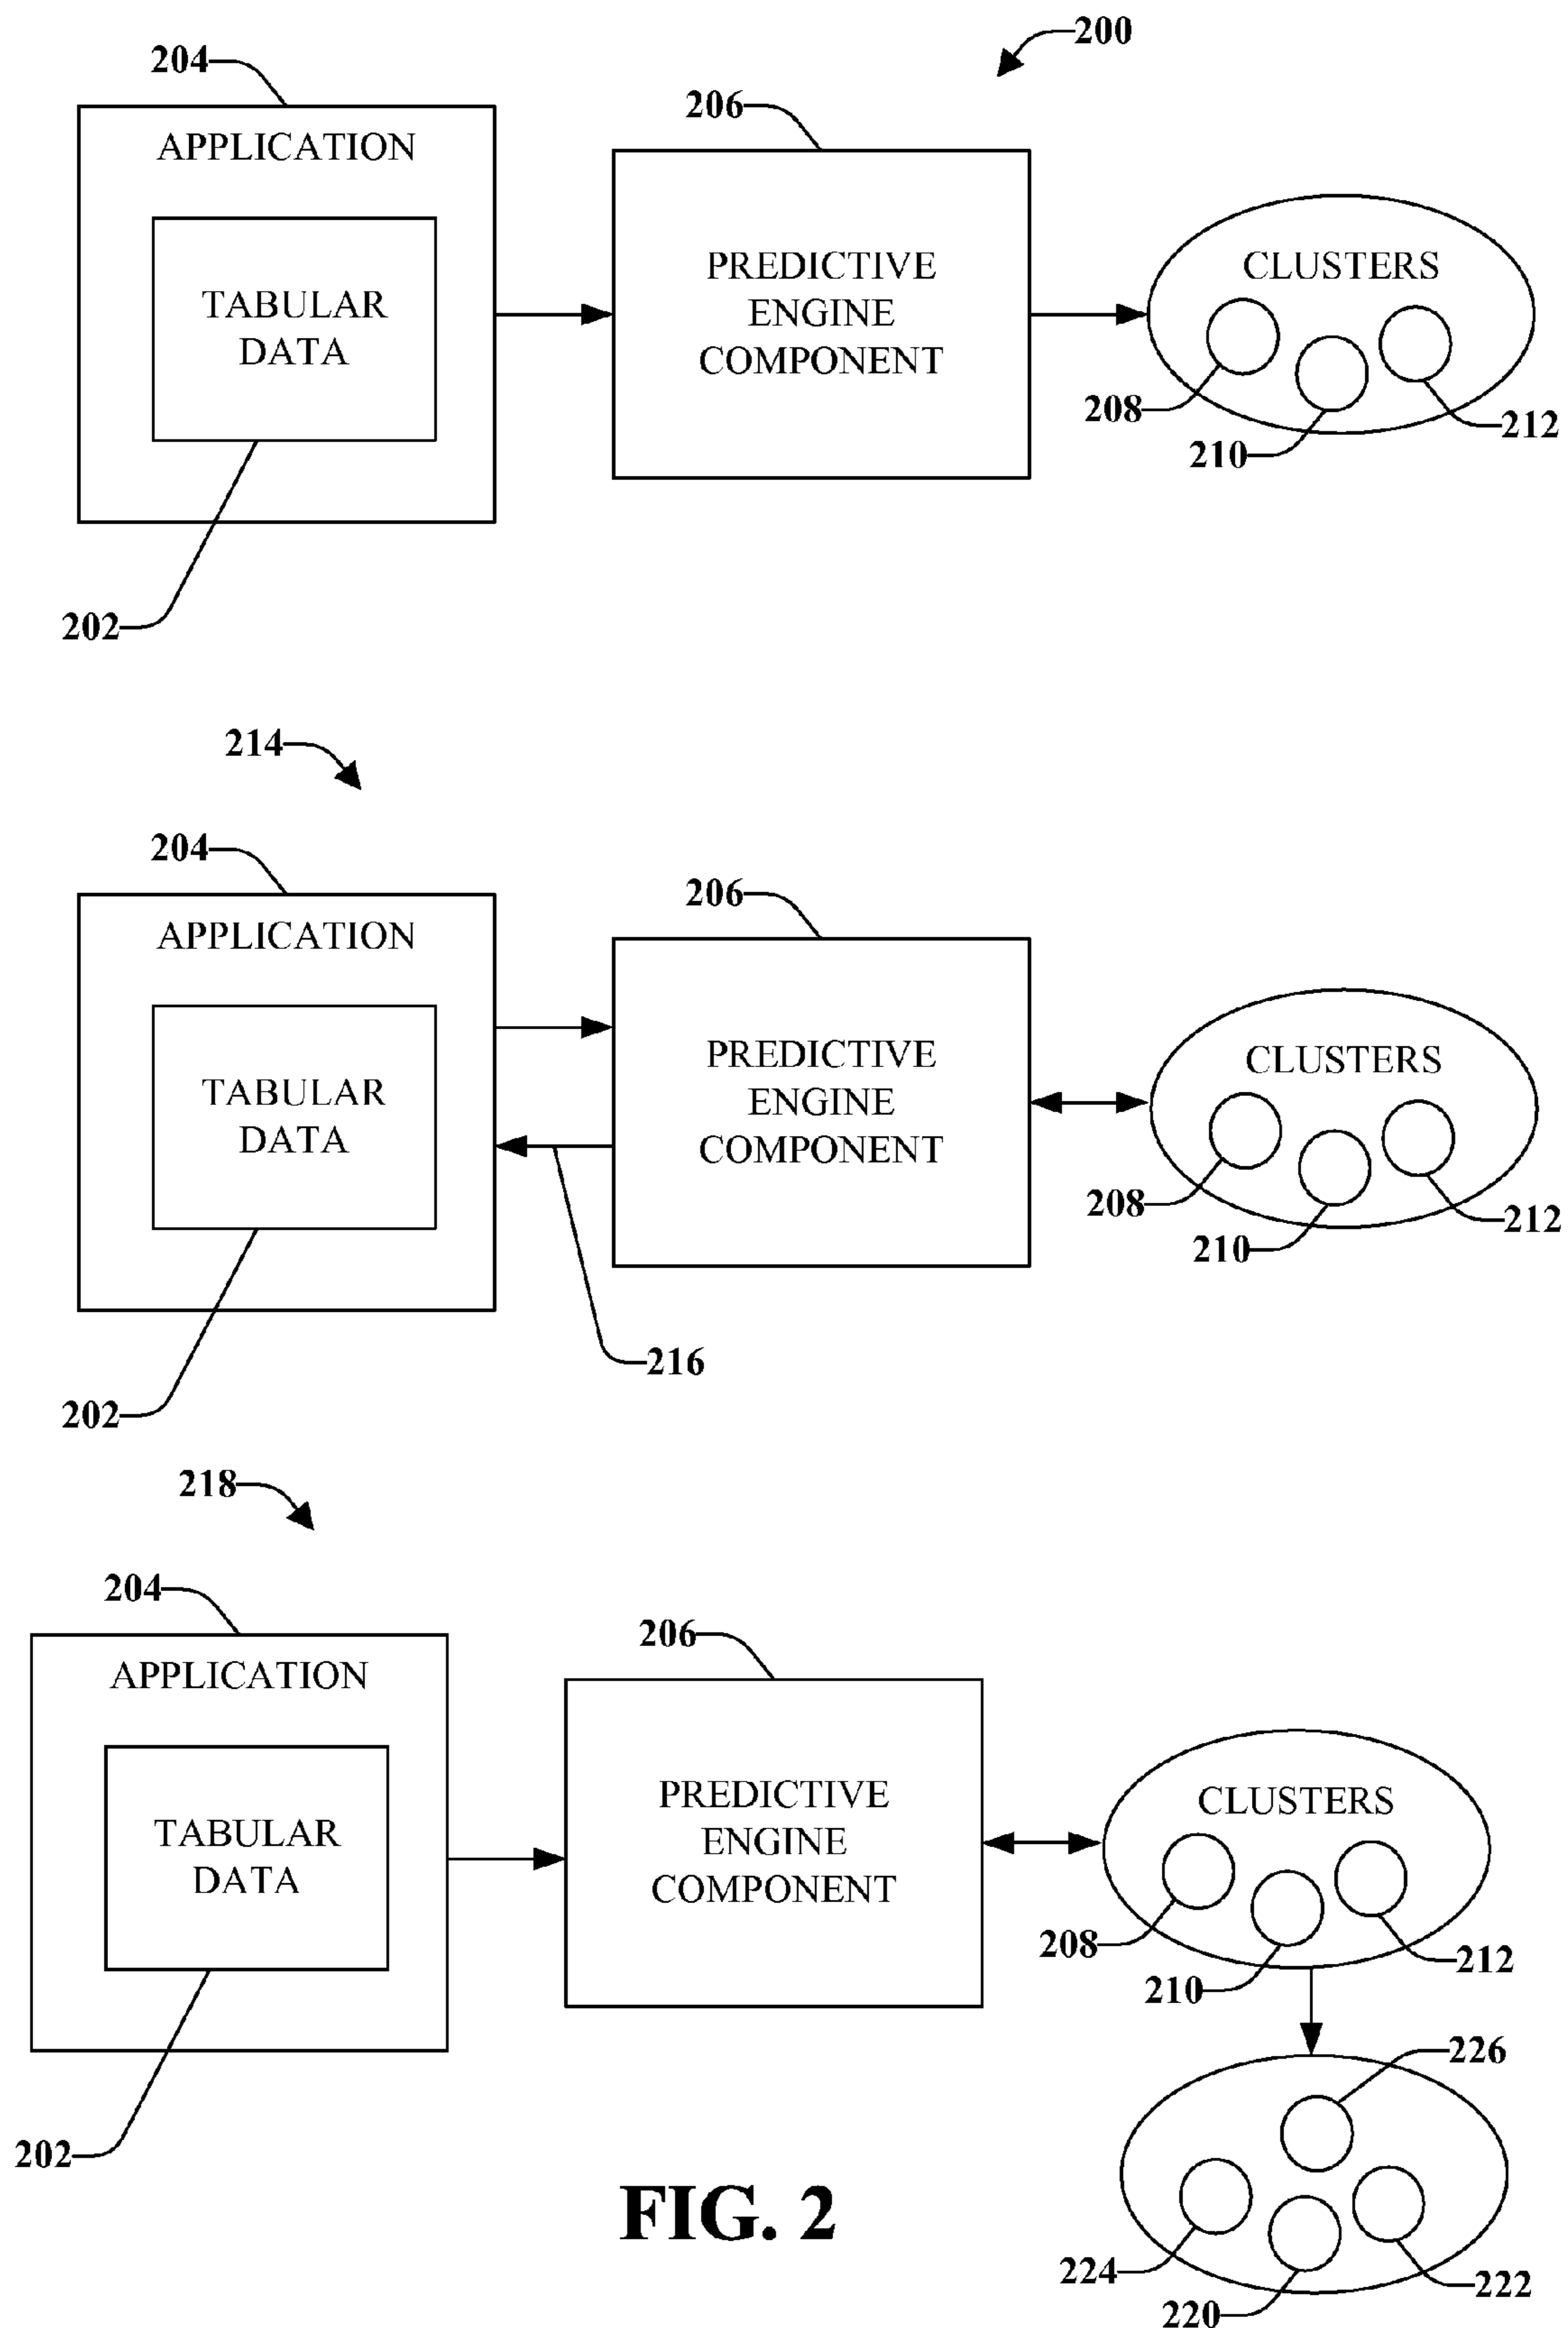 200
204
206
APPLICATION
TABULAR
DATA
PREDICTIVE
ENGINE
COMPONENT
CLUSTERS
208
210
212
202
214
204
206
APPLICATION
TABULAR
DATA
PREDICTIVE
ENGINE
COMPONENT
CLUSTERS
208
210
212
216
202
218
204
206
APPLICATION
TABULAR
DATA
PREDICTIVE
ENGINE
COMPONENT
CLUSTERS
208
210
212
202
226
224
220
222
FIG. 2